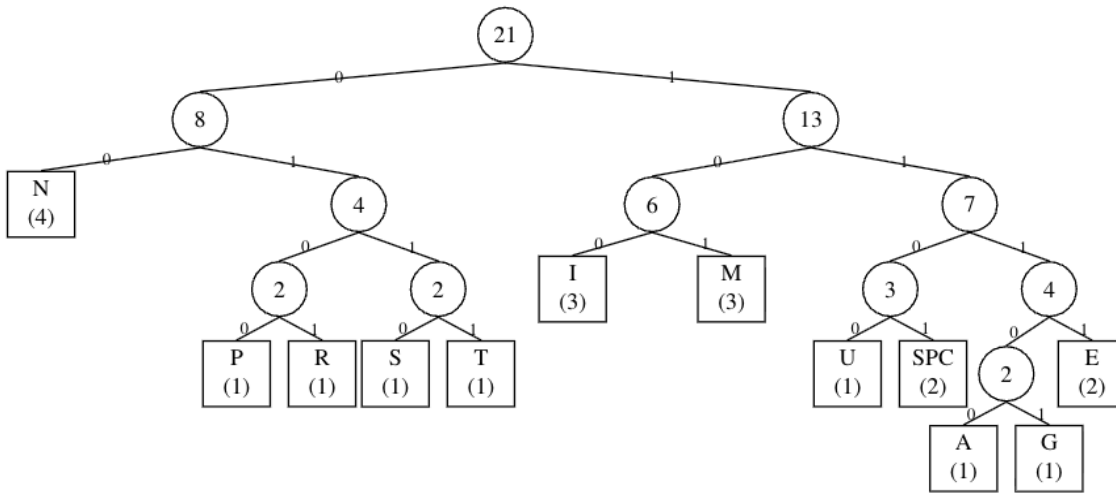 21
0 1
8 13
0 1 0 1
N
(4)
4 6 7
0 1 0 1 0 1
2 2
I
(3)
M
(3)
3 4
0 1 0 1 0 1 0 1
P
(1)
R
(1)
S
(1)
T
(1)
U
(1)
SPC
(2)
2
E
(2)
0 1
A
(1)
G
(1)